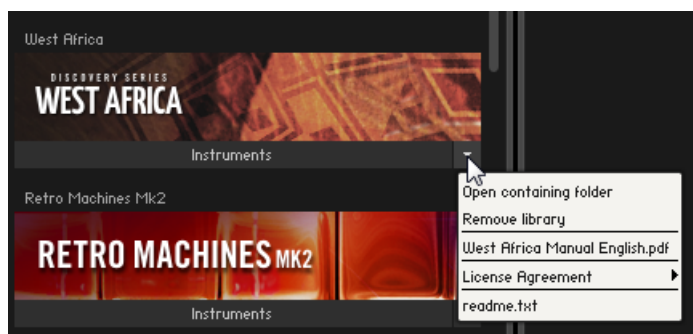 West Africa
DISCOVERY SERIES
WEST AFRICA
Instruments
Open containing folder
Remove library
West Africa Manual English.pdf
License Agreement
readme.txt
Retro Machines Mk2
RETRO MACHINES MK2
Instruments